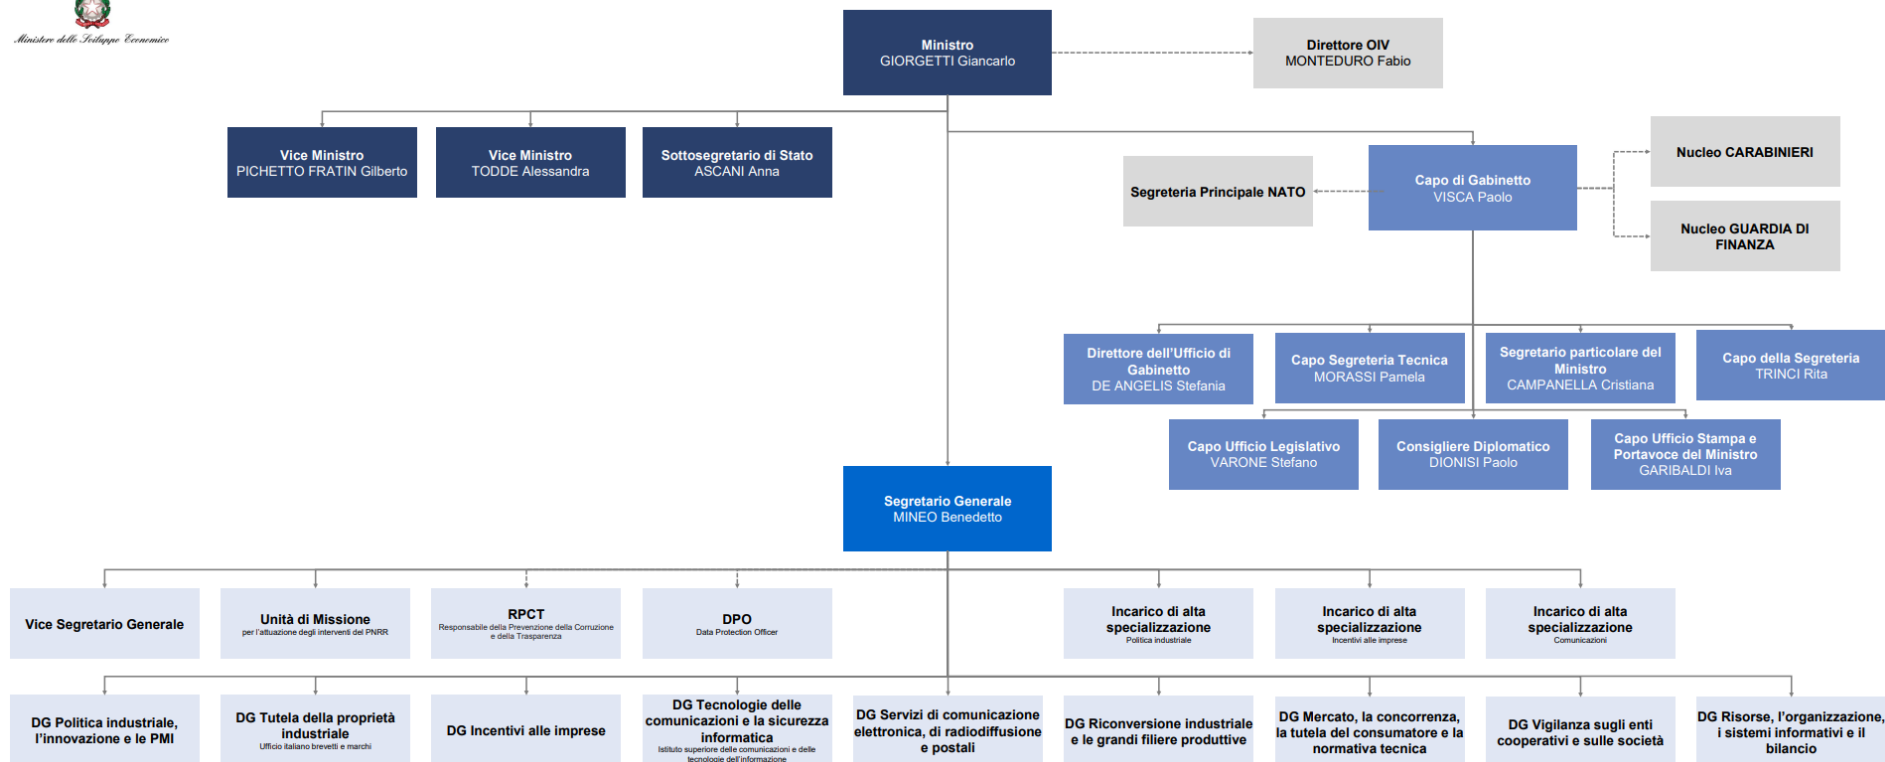 Ministero dello Sviluppo Economico
Ministro
GIORGETTI Giancarlo
Direttore OIV
MONTEDURO Fabio
Vice Ministro
PICHETTO FRATIN Gilberto
Vice Ministro
TODDE Alessandra
Sottosegretario di Stato
ASCANI Anna
Segreteria Principale NATO
Capo di Gabinetto
VISCA Paolo
Nucleo CARABINIERI
Nucleo GUARDIA DI
FINANZA
Direttore dell'Ufficio di
Gabinetto
DE ANGELIS Stefania
Capo Segreteria Tecnica
MORASSI Pamela
Segretario particolare del
Ministro
CAMPANELLA Cristiana
Capo della Segreteria
TRINCI Rita
Capo Ufficio Legislativo
VARONE Stefano
Consigliere Diplomatico
DIONISI Paolo
Capo Ufficio Stampa e
Portavoce del Ministro
GARIBALDI Iva
Segretario Generale
MINEO Benedetto
Vice Segretario Generale
Unità di Missione
per l'attuazione degli interventi del PNRR
RPCT
Responsabile della Prevenzione della Corruzione
e della Trasparenza
DPO
Data Protection Officer
Incarico di alta
specializzazione
Politica industriale
Incarico di alta
specializzazione
Incentivi alle imprese
Incarico di alta
specializzazione
Comunicazioni
DG Politica industriale,
l'innovazione e le PMI
DG Tutela della proprietà
industriale
Ufficio italiano brevetti e marchi
DG Incentivi alle imprese
DG Tecnologie delle
comunicazioni e la sicurezza
informatica
Istituto superiore delle comunicazioni e delle
tecnologie dell'informazione
DG Servizi di comunicazione
elettronica, di radiodiffusione
e postali
DG Riconversione industriale
e le grandi filiere produttive
DG Mercato, la concorrenza,
la tutela del consumatore e la
normativa tecnica
DG Vigilanza sugli enti
cooperativi e sulle società
DG Risorse, l'organizzazione,
i sistemi informativi e il
bilancio